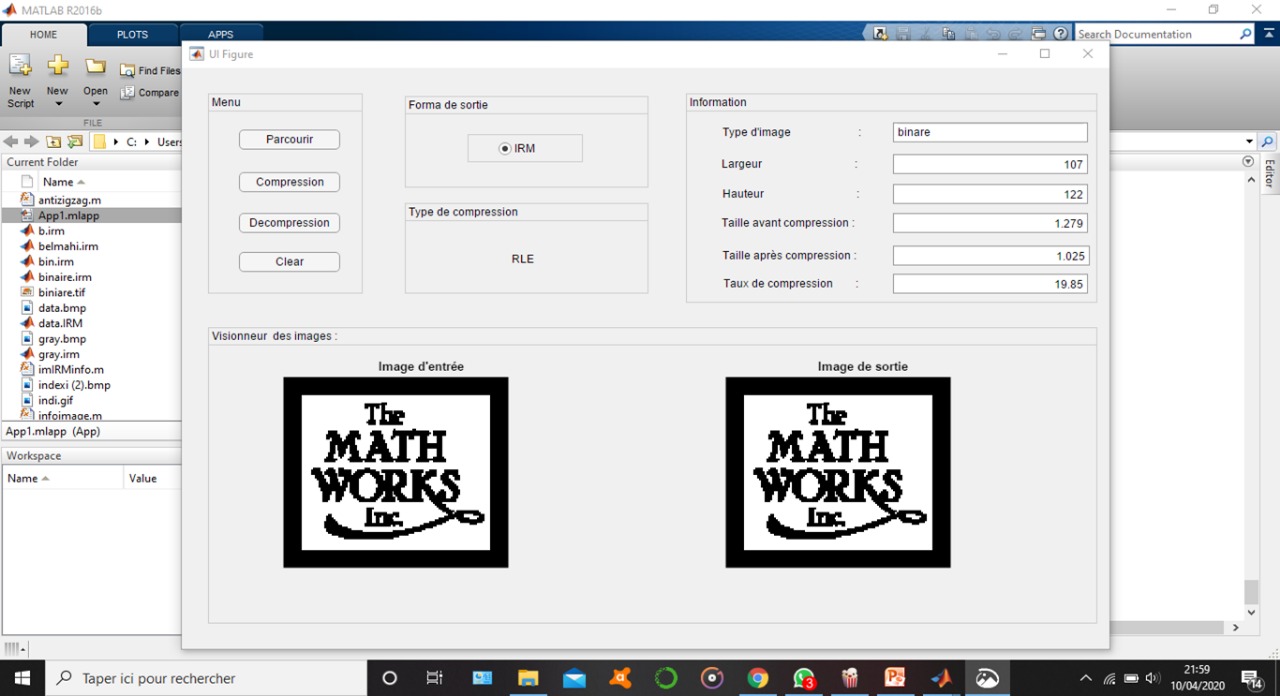 MATLAB R2016b
HOME
PLOTS
APPS
Search Documentation
New Script
New
Open
Find Files
Compare
FILE
C:
Users
Current Folder
Name
antizigzag.m
App1.mlapp
b.irm
belmahi.irm
bin.irm
binaire.irm
biniare.tif
data.bmp
data.IRM
gray.bmp
gray.irm
imIRMinfo.m
indexi (2).bmp
indi.gif
infoimage.m
App1.mlapp (App)
Workspace
Name
Value
Editor
UI Figure
Menu
Parcourir
Compression
Decompression
Clear
Forma de sortie
IRM
Type de compression
RLE
Information
Type d'image : binare
Largeur : 107
Hauteur : 122
Taille avant compression : 1.279
Taille après compression : 1.025
Taux de compression : 19.85
Visionneur des images :
Image d'entrée
The
MATH
WORKS
Inc.
Image de sortie
The
MATH
WORKS
Inc.
Taper ici pour rechercher
3
21:59
10/04/2020
14